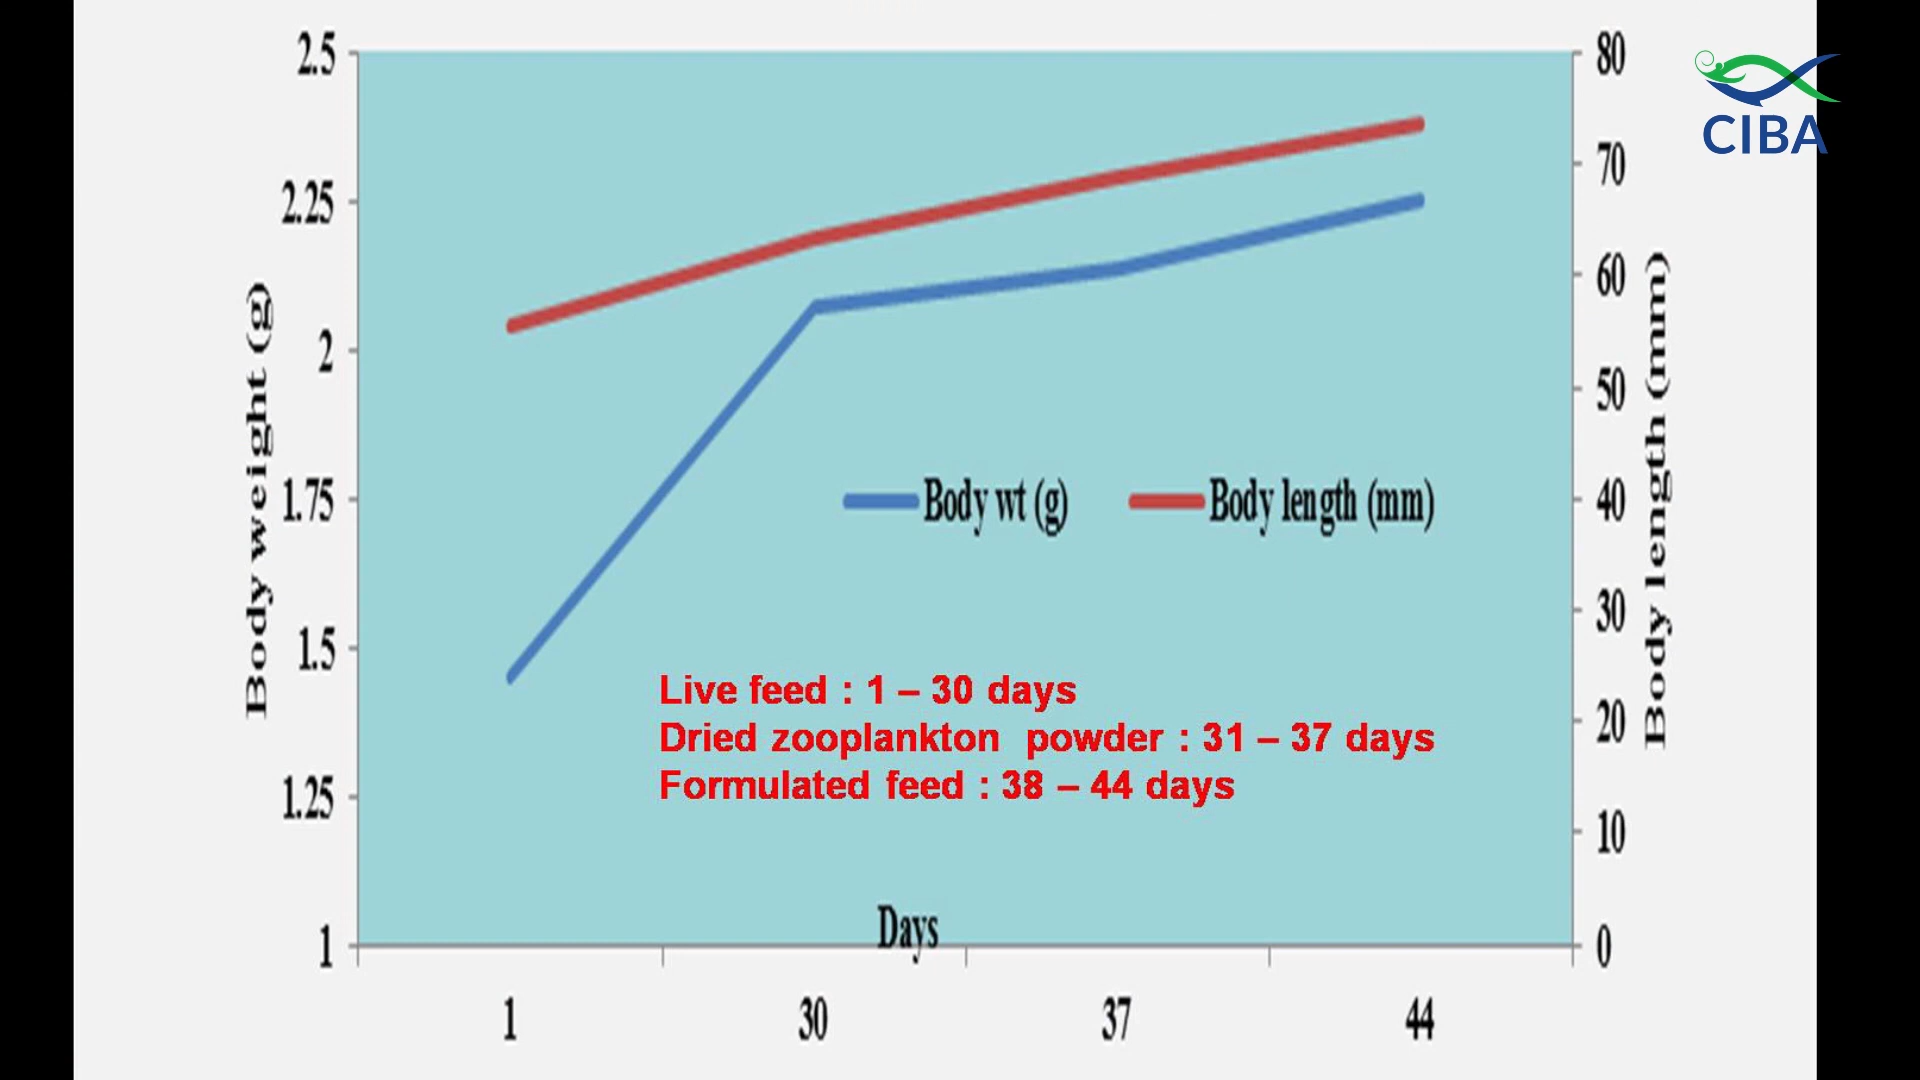 CIBA
2.5
2.25
2
1.75
1.5
1.25
1
Body weight (g)
80
70
60
50
40
30
20
10
0
Body length (mm)
Body wt (g)
Body length (mm)
Live feed : 1 – 30 days
Dried zooplankton powder : 31 – 37 days
Formulated feed : 38 – 44 days
Days
1
30
37
44